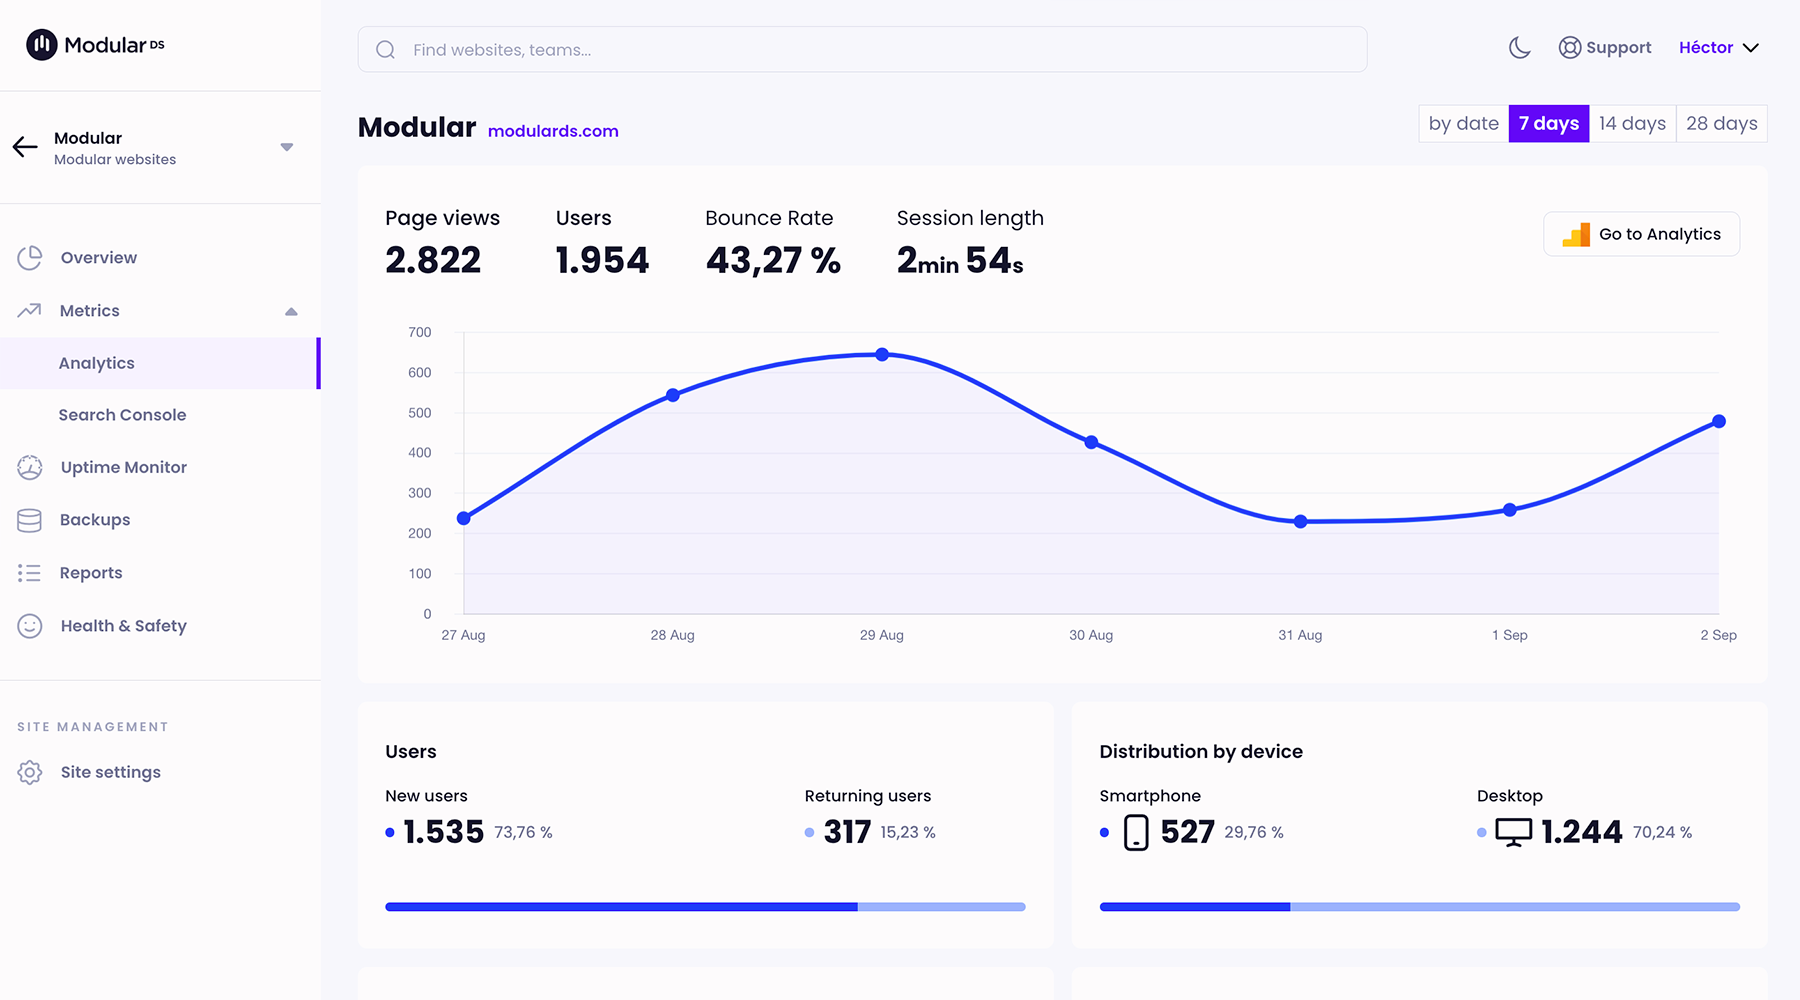 Modular DS
Find websites, teams...
Support
Héctor
Modular
Modular websites
Overview
Metrics
Analytics
Search Console
Uptime Monitor
Backups
Reports
Health & Safety
SITE MANAGEMENT
Site settings
Modular modulards.com
by date 7 days 14 days 28 days
Page views
2.822
Users
1.954
Bounce Rate
43,27 %
Session length
2min 54s
Go to Analytics
700
600
500
400
300
200
100
0
27 Aug 28 Aug 29 Aug 30 Aug 31 Aug 1 Sep 2 Sep
Users
New users
1.535 73,76 %
Returning users
317 15,23 %
Distribution by device
Smartphone
527 29,76 %
Desktop
1.244 70,24 %